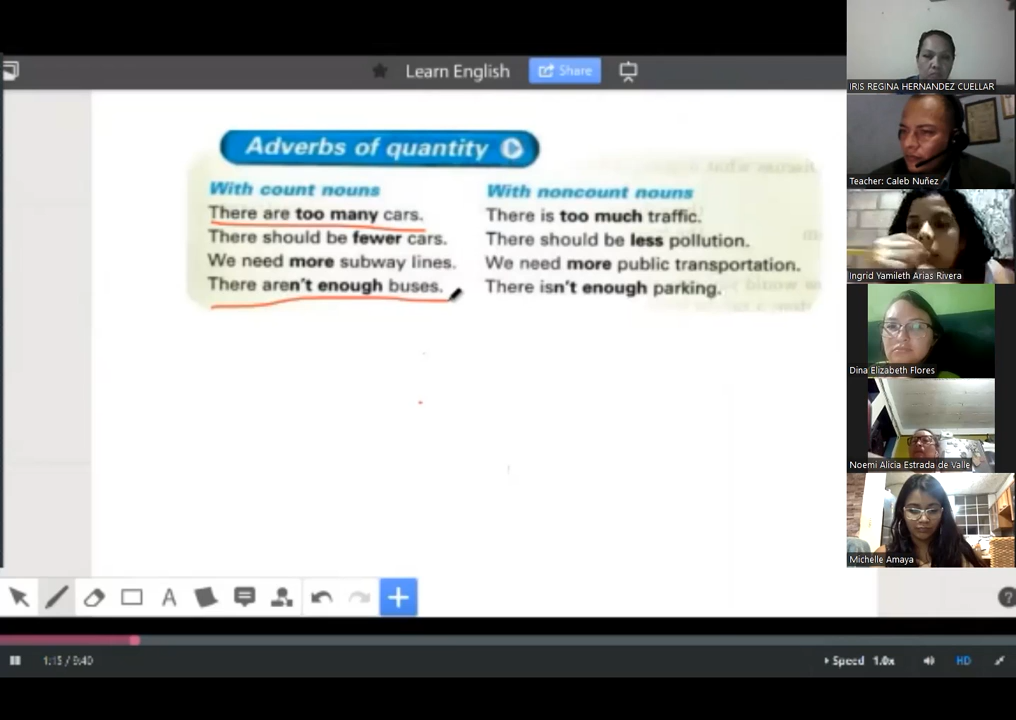 Learn English
Share
Adverbs of quantity
With count nouns
There are too many cars.
There should be fewer cars.
We need more subway lines.
There aren't enough buses.
With noncount nouns
There is too much traffic.
There should be less pollution.
We need more public transportation.
There isn't enough parking.
IRIS REGINA HERNANDEZ CUELLAR
Teacher: Caleb Nuñez
Ingrid Yamileth Arias Rivera
Dina Elizabeth Flores
Noemi Alicia Estrada de Valle
Michelle Amaya
A
?
1:15 / 9:40
Speed 1.0x
HD